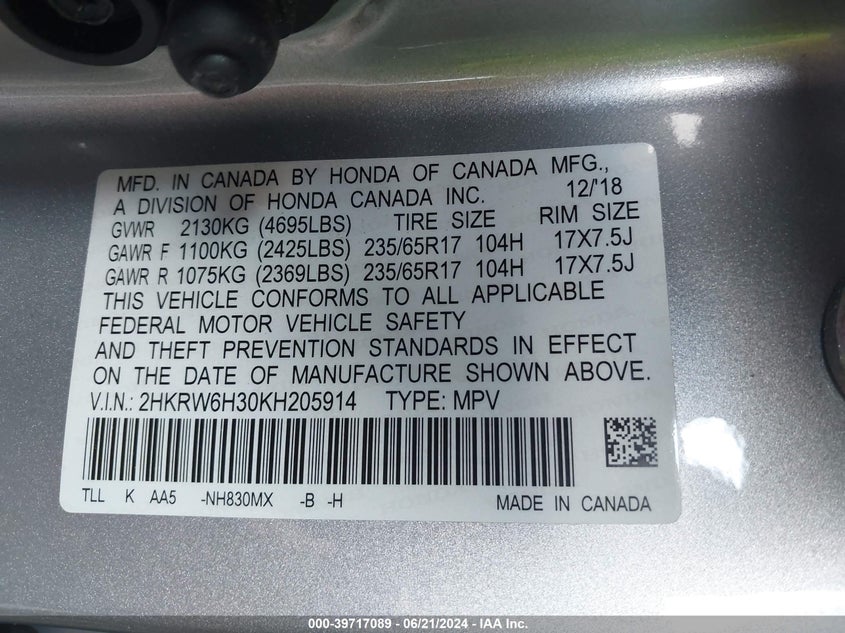 MFD. IN CANADA BY HONDA OF CANADA MFG.,
A DIVISION OF HONDA CANADA INC. 12/'18
GVWR 2130KG (4695LBS) TIRE SIZE RIM SIZE
GAWR F 1100KG (2425LBS) 235/65R17 104H 17X7.5J
GAWR R 1075KG (2369LBS) 235/65R17 104H 17X7.5J
THIS VEHICLE CONFORMS TO ALL APPLICABLE
FEDERAL MOTOR VEHICLE SAFETY
AND THEFT PREVENTION STANDARDS IN EFFECT
ON THE DATE OF MANUFACTURE SHOWN ABOVE.
V.I.N.: 2HKRW6H30KH205914 TYPE: MPV
TLL K AA5 -NH830MX -B -H MADE IN CANADA
000-39717089 - 06/21/2024 - IAA Inc.